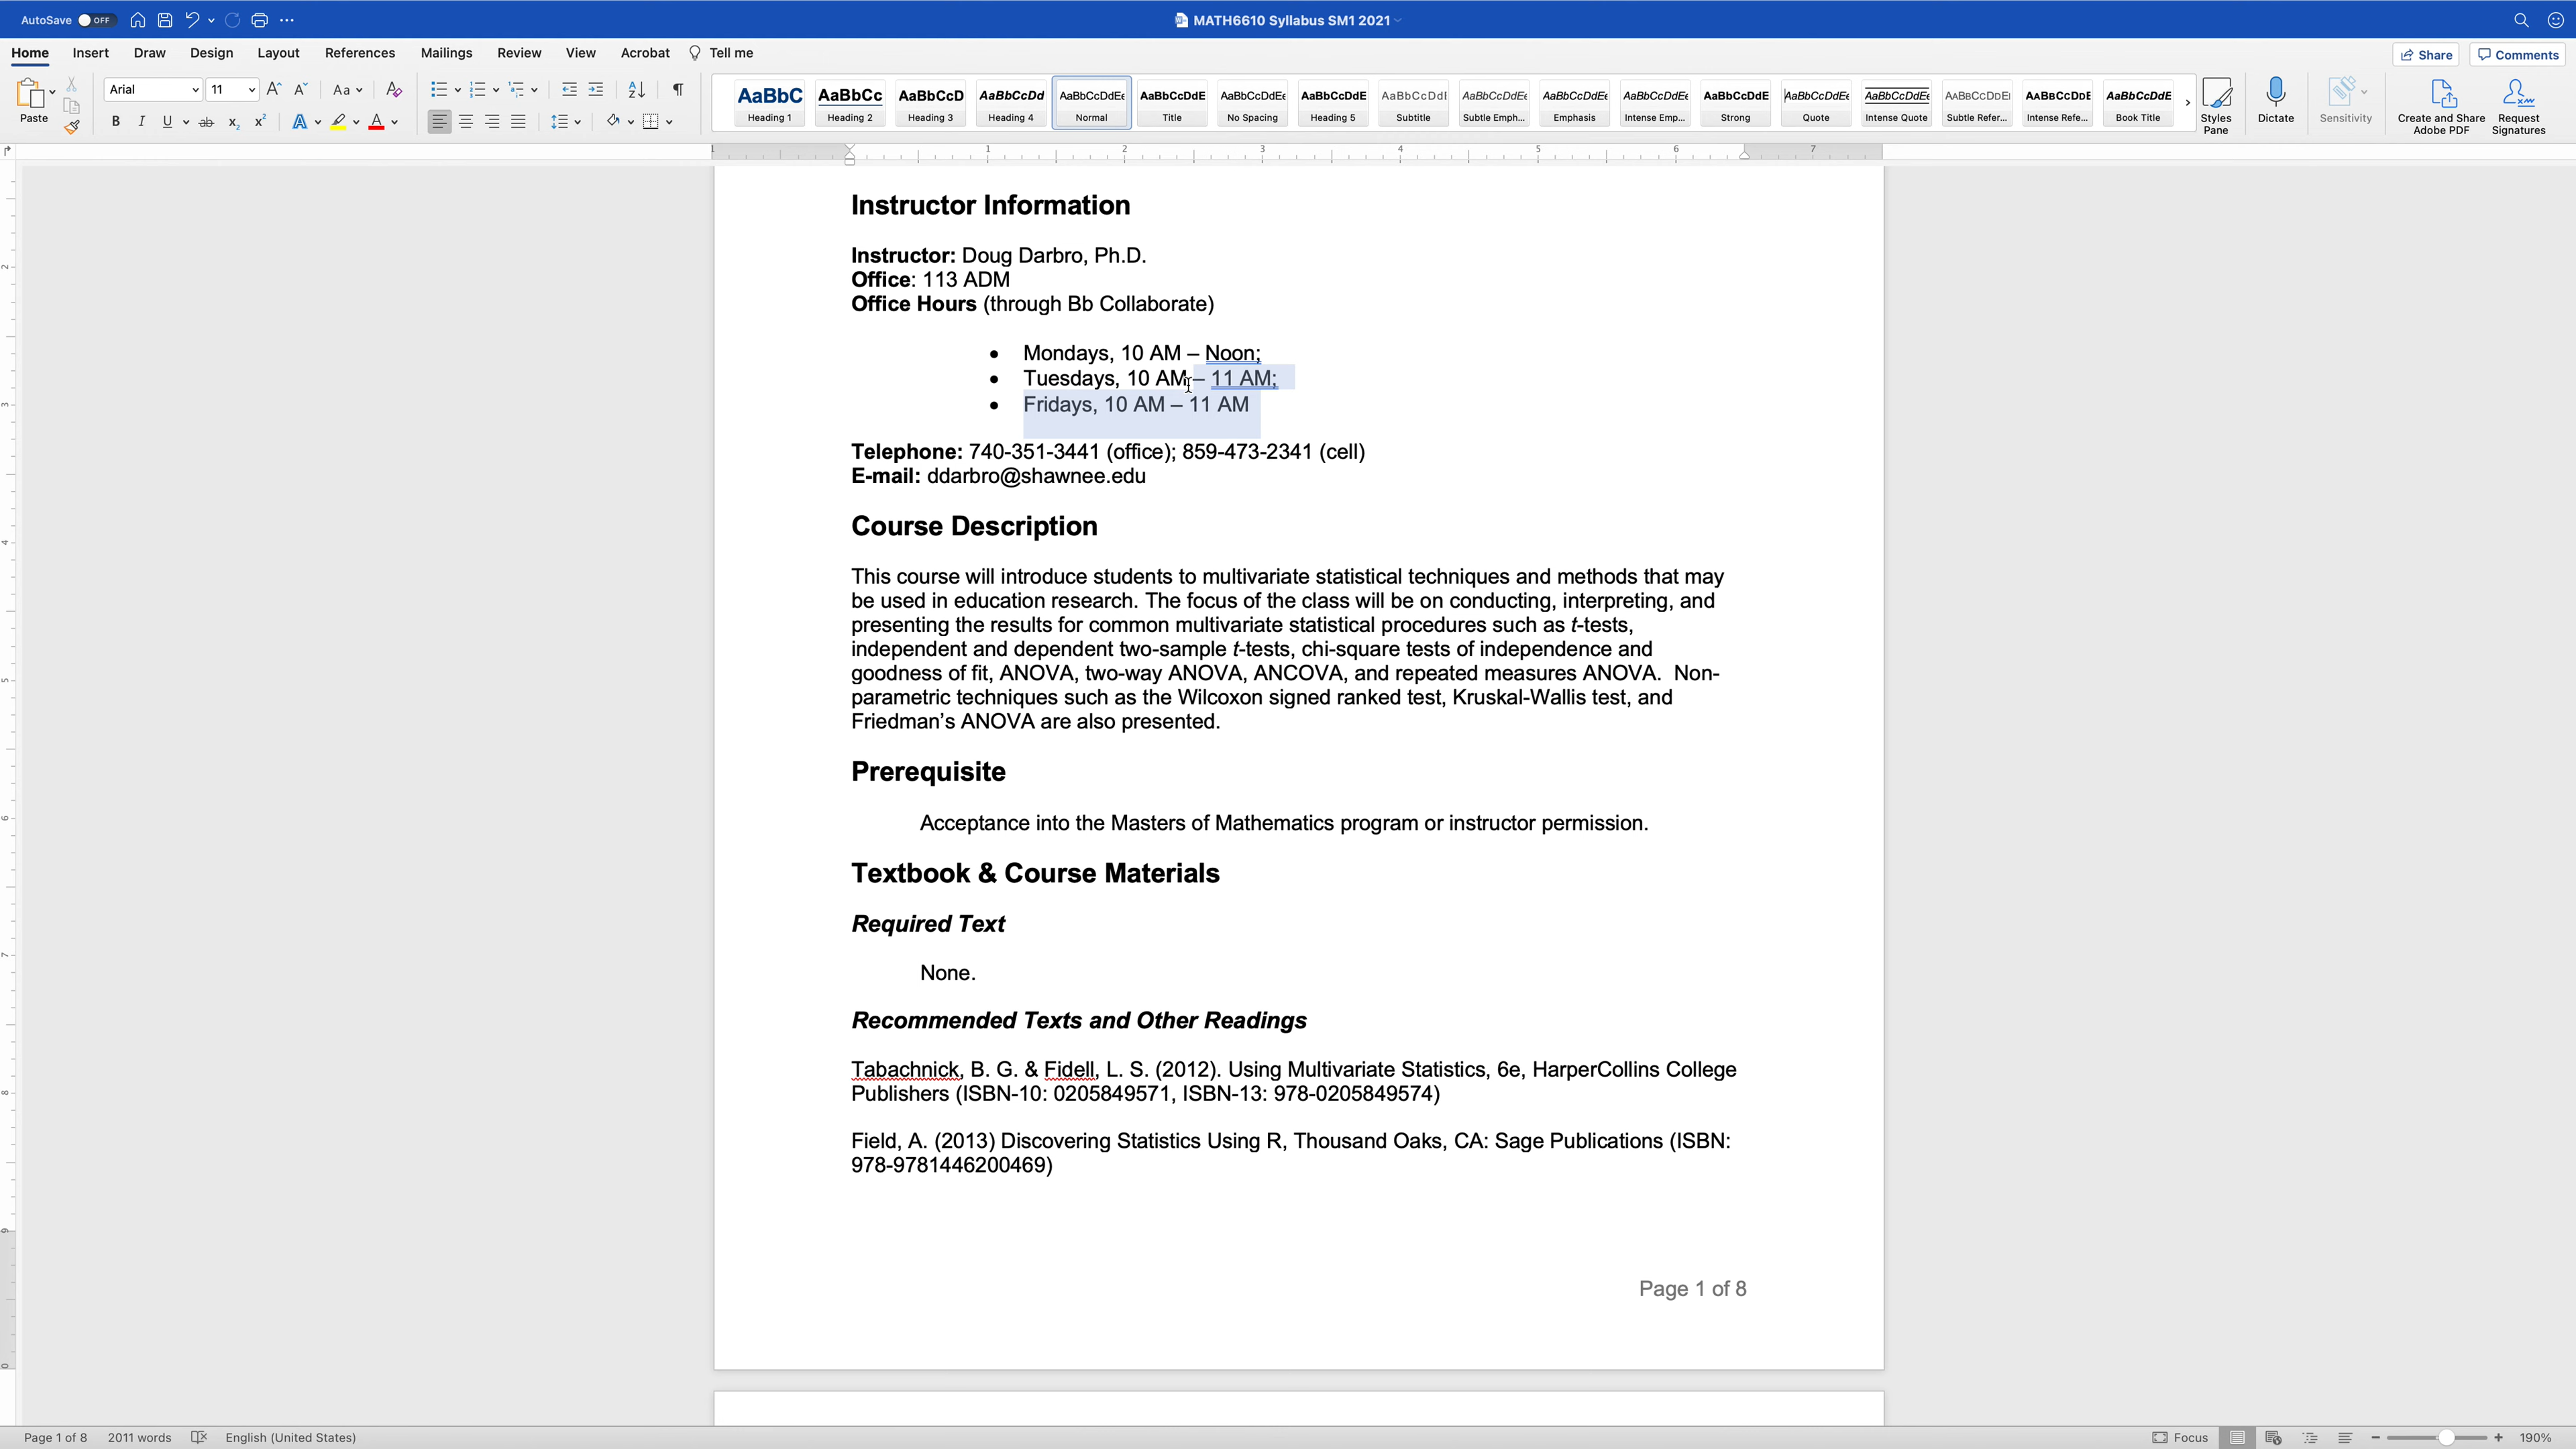 AutoSave OFF
MATH6610 Syllabus SM1 2021
Home Insert Draw Design Layout References Mailings Review View Acrobat Tell me
Share Comments
Paste
Arial 11
AaBbC Heading 1
AaBbCc Heading 2
AaBbCcD Heading 3
AaBbCcDd Heading 4
AaBbCcDdEe Normal
AaBbCcDdE Title
AaBbCcDdEe No Spacing
AaBbCcDdE Heading 5
AaBbCcDdE Subtitle
AaBbCcDdEe Subtle Emph...
AaBbCcDdEe Emphasis
AaBbCcDdEe Intense Emp...
AaBbCcDdE Strong
AaBbCcDdEe Quote
AaBbCcDdEe Intense Quote
AaBbCcDdE Subtle Refer...
AaBbCcDdE Intense Refe...
AaBbCcDdE Book Title
Styles Pane
Dictate
Sensitivity
Create and Share Adobe PDF
Request Signatures
1 1 2 3 4 5 6 7
Instructor Information
Instructor: Doug Darbro, Ph.D.
Office: 113 ADM
Office Hours (through Bb Collaborate)
• Mondays, 10 AM – Noon;
• Tuesdays, 10 AM – 11 AM;
• Fridays, 10 AM – 11 AM
Telephone: 740-351-3441 (office); 859-473-2341 (cell)
E-mail: ddarbro@shawnee.edu
Course Description
This course will introduce students to multivariate statistical techniques and methods that may
be used in education research. The focus of the class will be on conducting, interpreting, and
presenting the results for common multivariate statistical procedures such as t-tests,
independent and dependent two-sample t-tests, chi-square tests of independence and
goodness of fit, ANOVA, two-way ANOVA, ANCOVA, and repeated measures ANOVA. Non-
parametric techniques such as the Wilcoxon signed ranked test, Kruskal-Wallis test, and
Friedman's ANOVA are also presented.
Prerequisite
Acceptance into the Masters of Mathematics program or instructor permission.
Textbook & Course Materials
Required Text
None.
Recommended Texts and Other Readings
Tabachnick, B. G. & Fidell, L. S. (2012). Using Multivariate Statistics, 6e, HarperCollins College
Publishers (ISBN-10: 0205849571, ISBN-13: 978-0205849574)
Field, A. (2013) Discovering Statistics Using R, Thousand Oaks, CA: Sage Publications (ISBN:
978-9781446200469)
Page 1 of 8
Page 1 of 8 2011 words English (United States)
Focus 190%